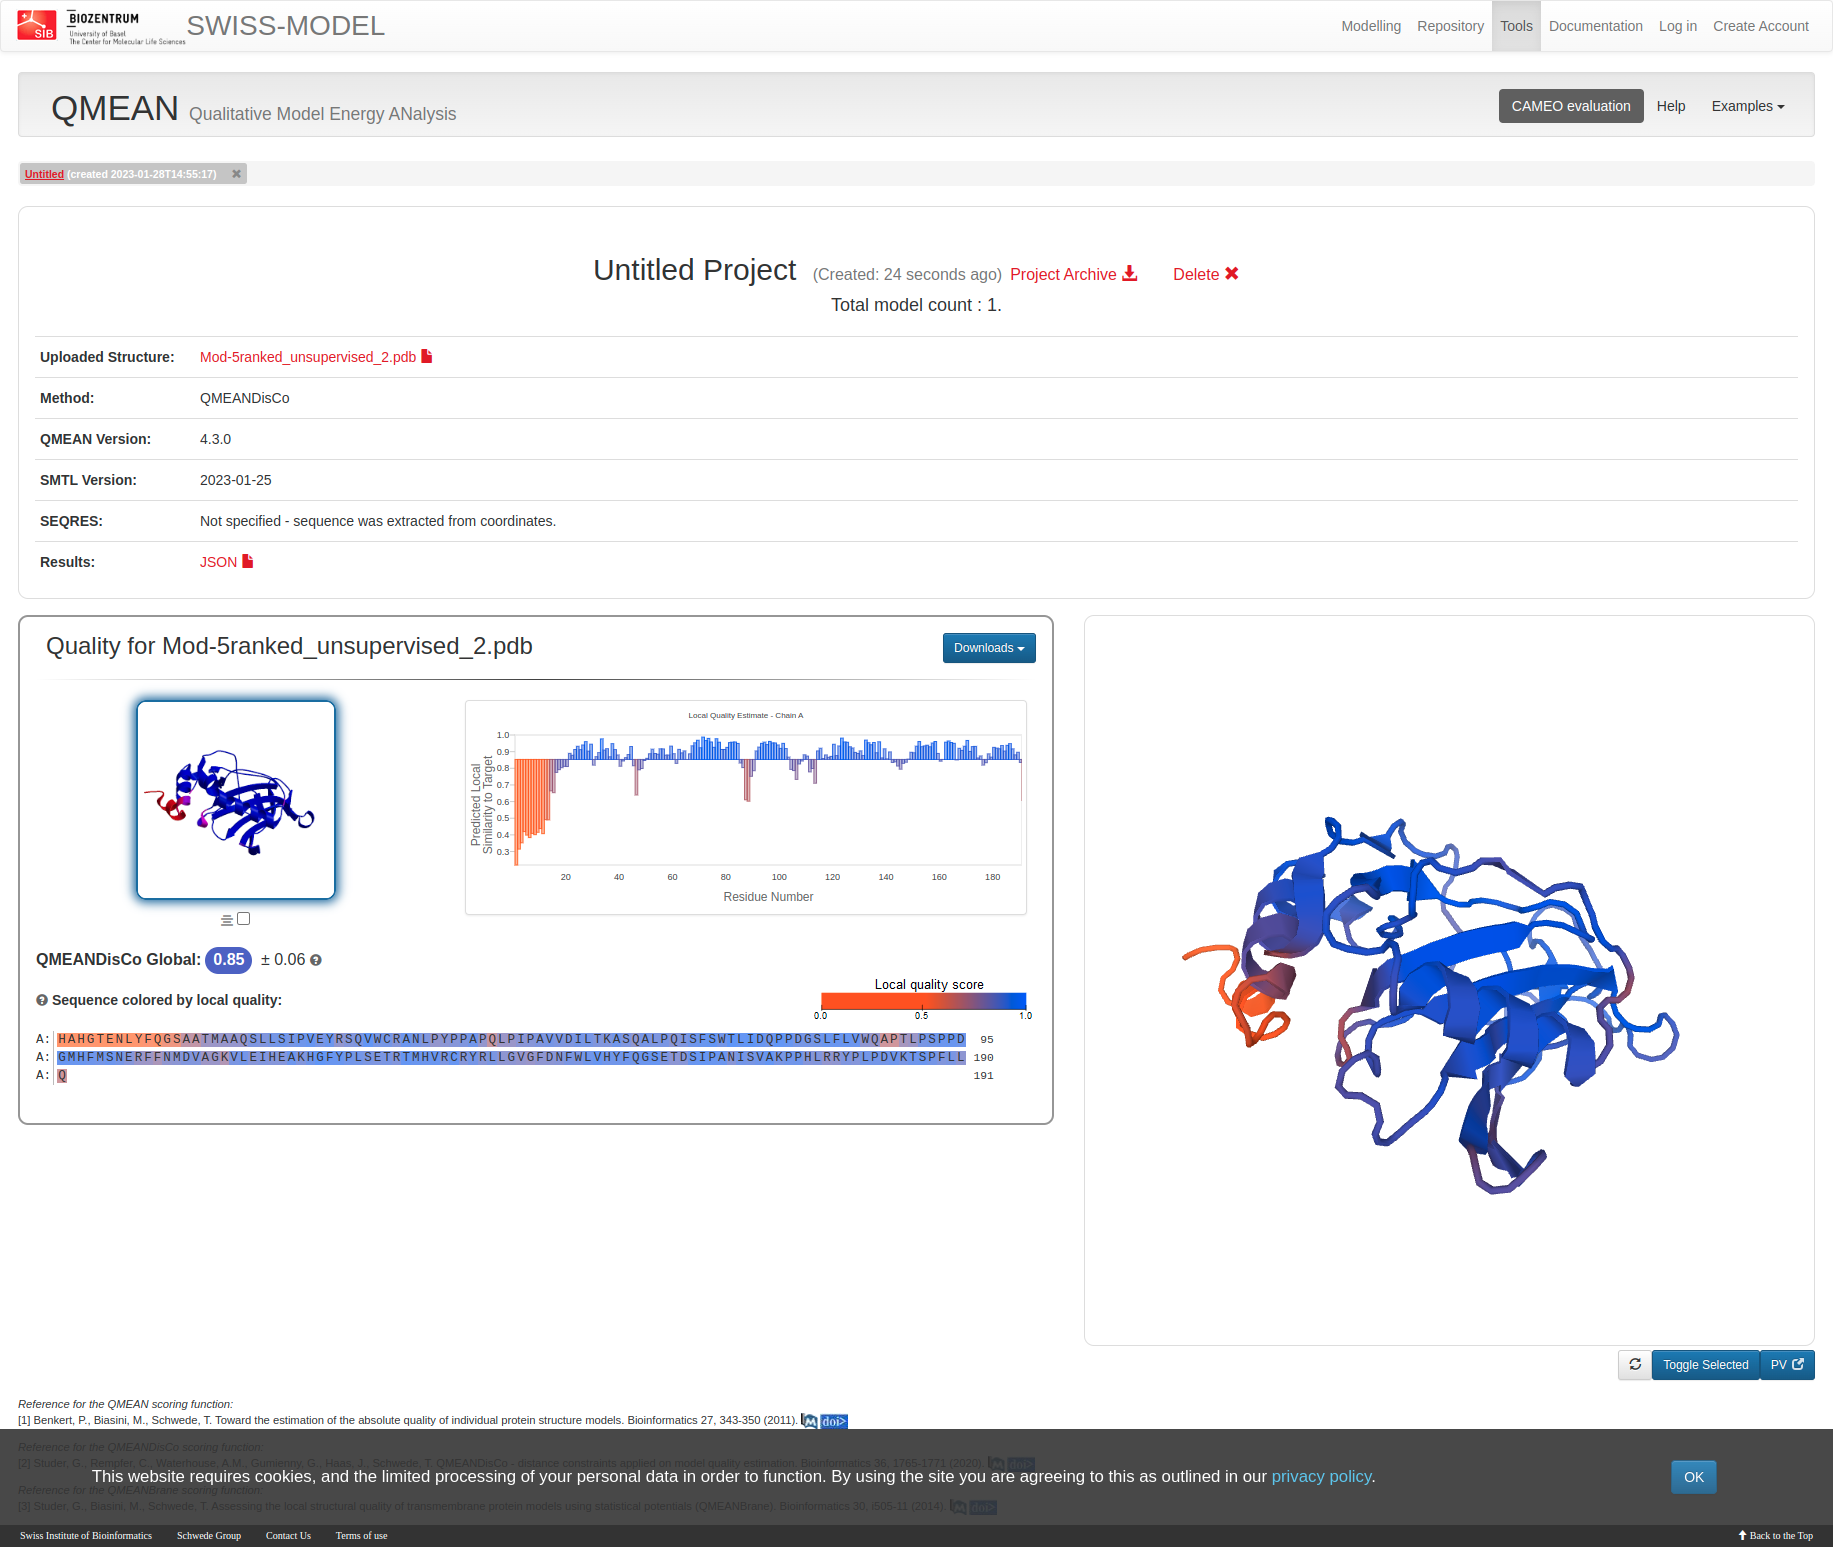 SIB
BIOZENTRUM
University of Basel
The Center for Molecular Life Sciences
SWISS-MODEL
Modelling
Repository
Tools
Documentation
Log in
Create Account
QMEAN Qualitative Model Energy ANalysis
CAMEO evaluation
Help
Examples
Untitled (created 2023-01-28T14:55:17)
Untitled Project (Created: 24 seconds ago) Project Archive Delete
Total model count : 1.
Uploaded Structure: Mod-5ranked_unsupervised_2.pdb
Method: QMEANDisCo
QMEAN Version: 4.3.0
SMTL Version: 2023-01-25
SEQRES: Not specified - sequence was extracted from coordinates.
Results: JSON
Quality for Mod-5ranked_unsupervised_2.pdb
Downloads
Local Quality Estimate - Chain A
Predicted Local
Similarity to Target
1.0
0.9
0.8
0.7
0.6
0.5
0.4
0.3
20 40 60 80 100 120 140 160 180
Residue Number
QMEANDisCo Global: 0.85 ± 0.06
Sequence colored by local quality:
Local quality score
0.0 0.5 1.0
A: HAHGTENLYFQGSAATMAAQSLLSIPVEYRSQVWCRANLPYPPAPQLPIPAVVDILTKASQALPQISFSWTLIDQPPDGSLFLVWQAPTLPSPPD 95
A: GMHFMSNERFFNMDVAGKVLEIHEAKHGFYPLSETRTMHVRCRYRLLGVGFDNFWLVHYFQGSETDSIPANISVAKPPHLRRYPLPDVKTSPFLL 190
A: Q 191
Toggle Selected
PV
Reference for the QMEAN scoring function:
[1] Benkert, P., Biasini, M., Schwede, T. Toward the estimation of the absolute quality of individual protein structure models. Bioinformatics 27, 343-350 (2011). M doi>
Reference for the QMEANDisCo scoring function:
[2] Studer, G., Rempfer, C., Waterhouse, A.M., Gumienny, G., Haas, J., Schwede, T. QMEANDisCo - distance constraints applied on model quality estimation. Bioinformatics 36, 1765-1771 (2020). M doi>
This website requires cookies, and the limited processing of your personal data in order to function. By using the site you are agreeing to this as outlined in our privacy policy.
OK
Reference for the QMEANBrane scoring function:
[3] Studer, G., Biasini, M., Schwede, T. Assessing the local structural quality of transmembrane protein models using statistical potentials (QMEANBrane). Bioinformatics 30, i505-11 (2014). M doi>
Swiss Institute of Bioinformatics
Schwede Group
Contact Us
Terms of use
Back to the Top